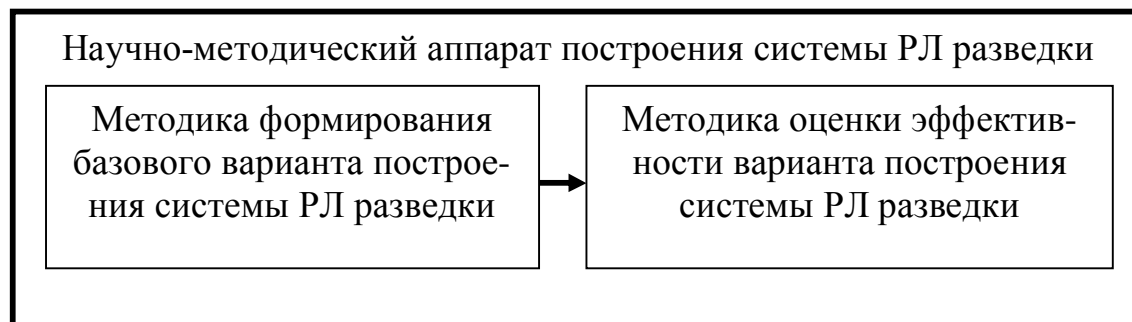 Научно-методический аппарат построения системы РЛ разведки
Методика формирования
базового варианта построе-
ния системы РЛ разведки
Методика оценки эффектив-
ности варианта построения
системы РЛ разведки